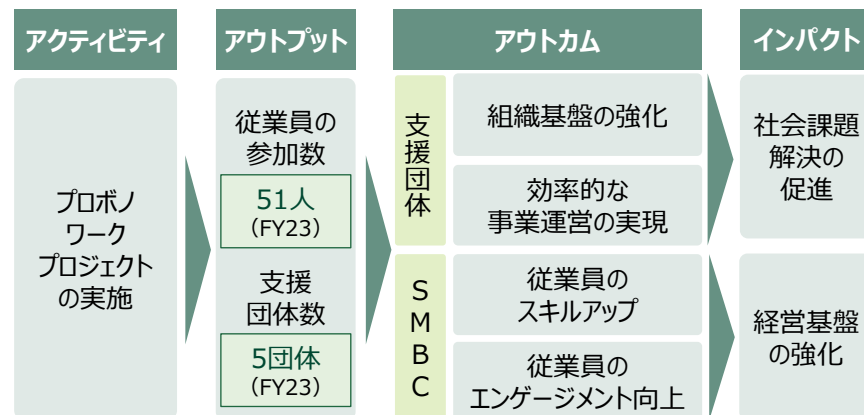 アクティビティ
アウトプット
アウトカム
インパクト
プロボノ
ワーク
プロジェクト
の実施
従業員の
参加数
51人
(FY23)
支援
団体数
5団体
(FY23)
支援団体
組織基盤の強化
効率的な
事業運営の実現
SMBC
従業員の
スキルアップ
従業員の
エンゲージメント向上
社会課題
解決の
促進
経営基盤
の強化